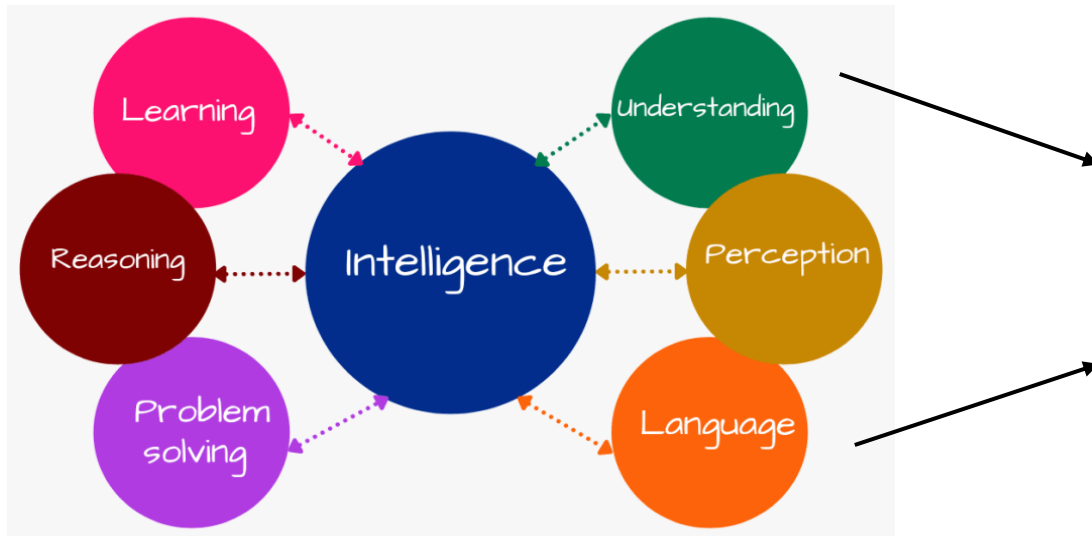 Learning
Understanding
Reasoning
Intelligence
Perception
Problem
solving
Language